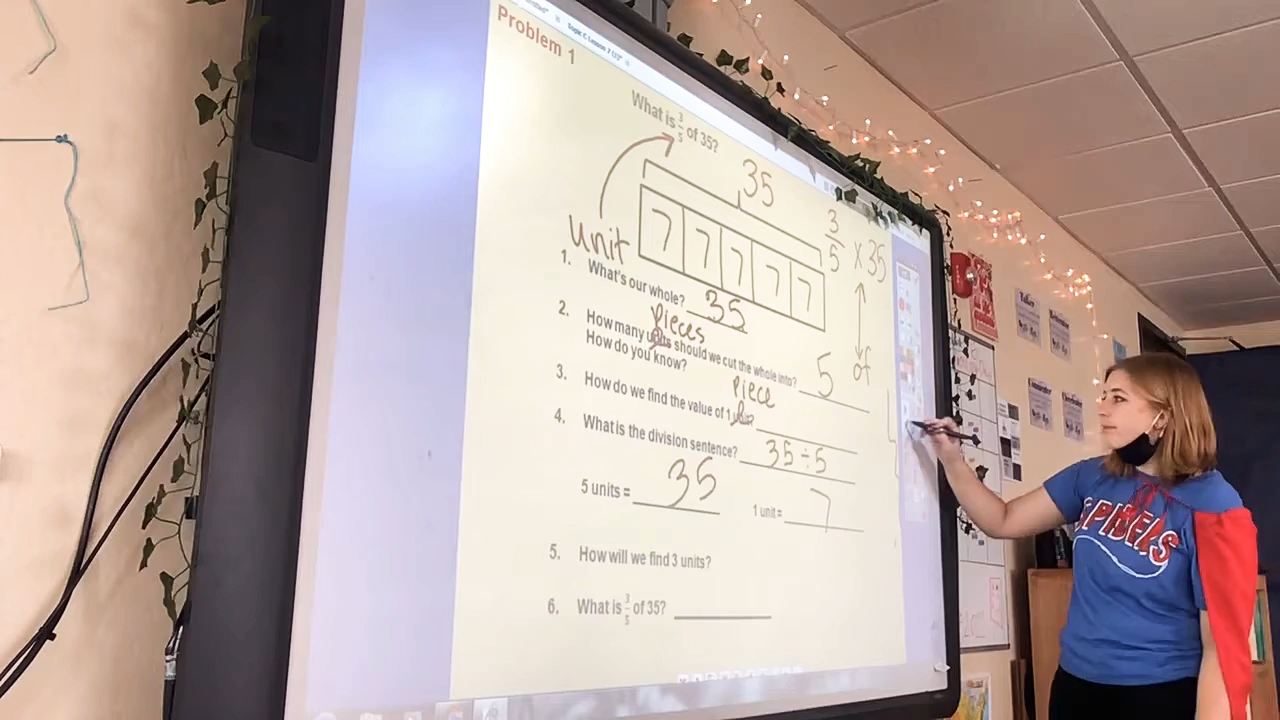 Problem 1
What is 3/5 of 35?
35
3/5 x 35
unit
7 7 7 7 7
of
1. What's our whole? 35
pieces
2. How many should we cut the whole into? 5
How do you know?
piece
3. How do we find the value of 1
4. What is the division sentence? 35 ÷ 5
5 units = 35 1 unit = 7
5. How will we find 3 units?
6. What is 3/5 of 35?